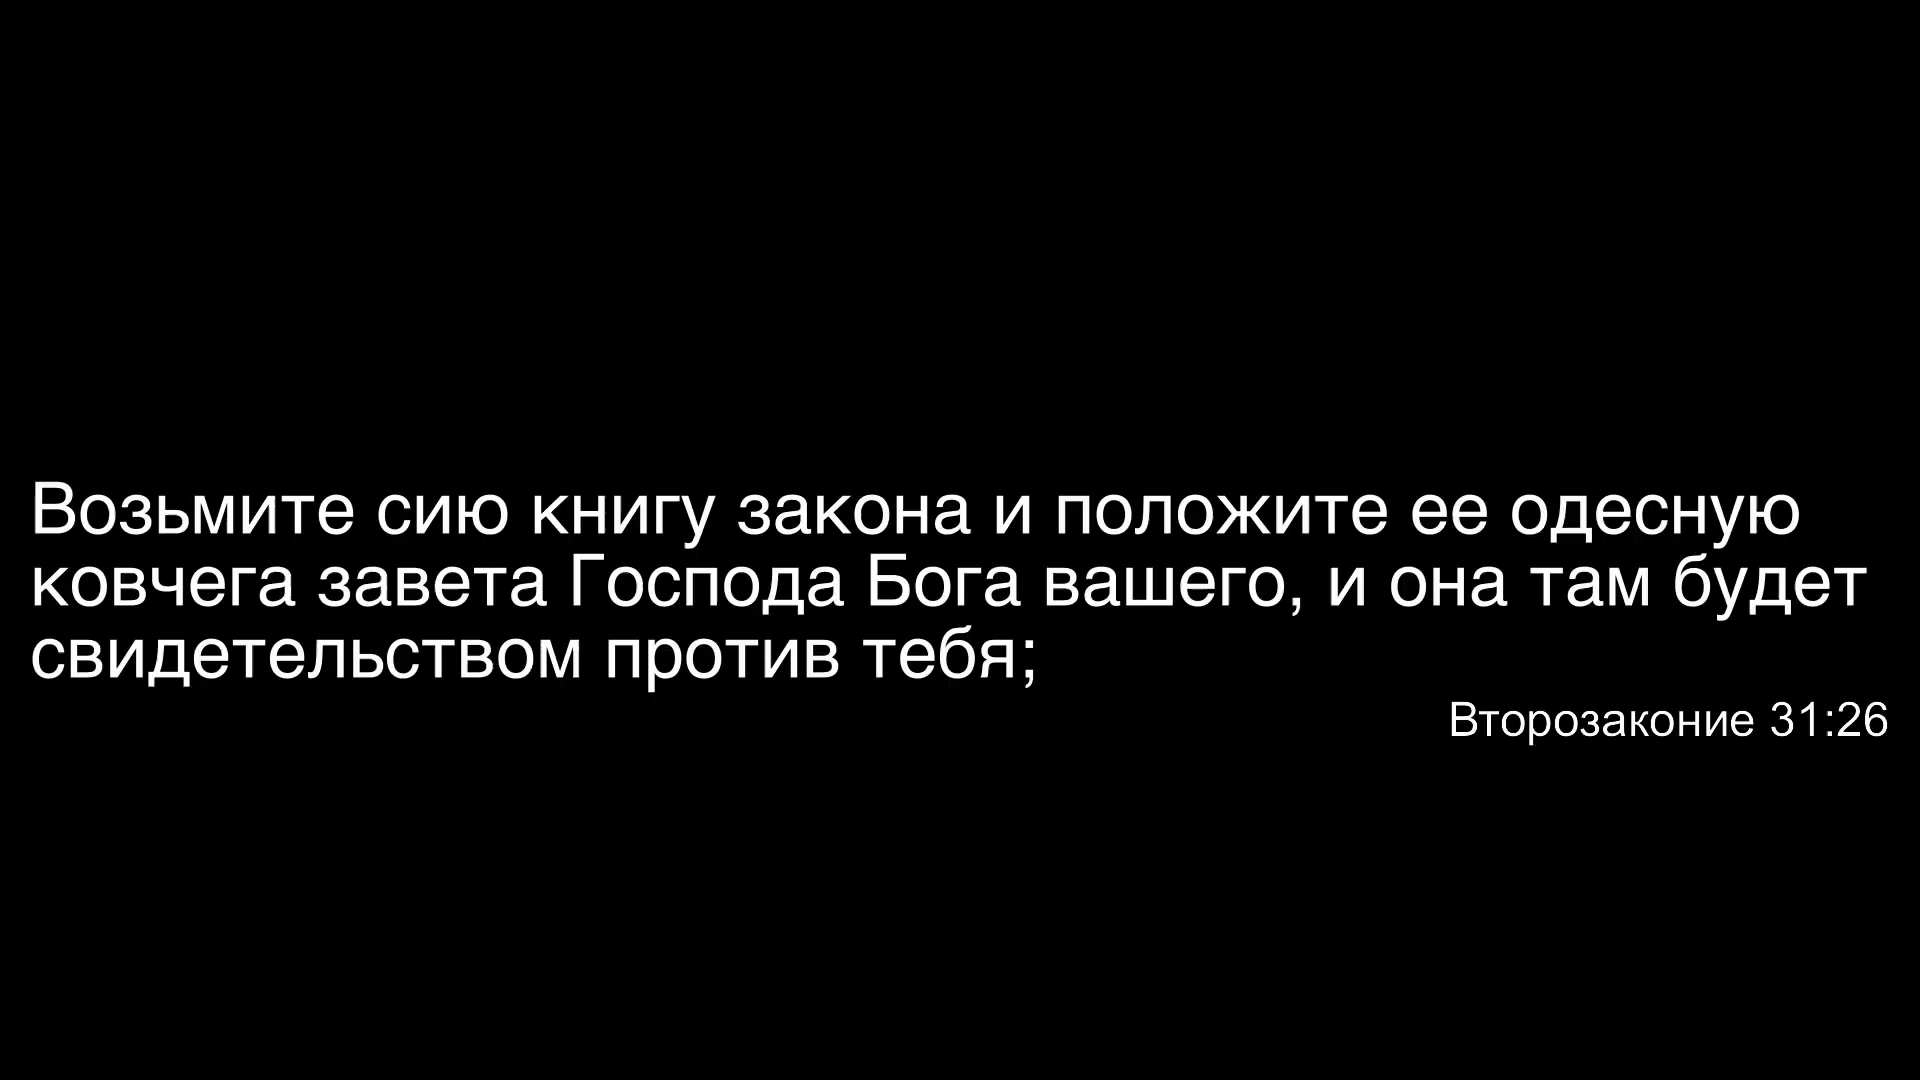 Возьмите сию книгу закона и положите ее одесную
ковчега завета Господа Бога вашего, и она там будет
свидетельством против тебя;
Второзаконие 31:26